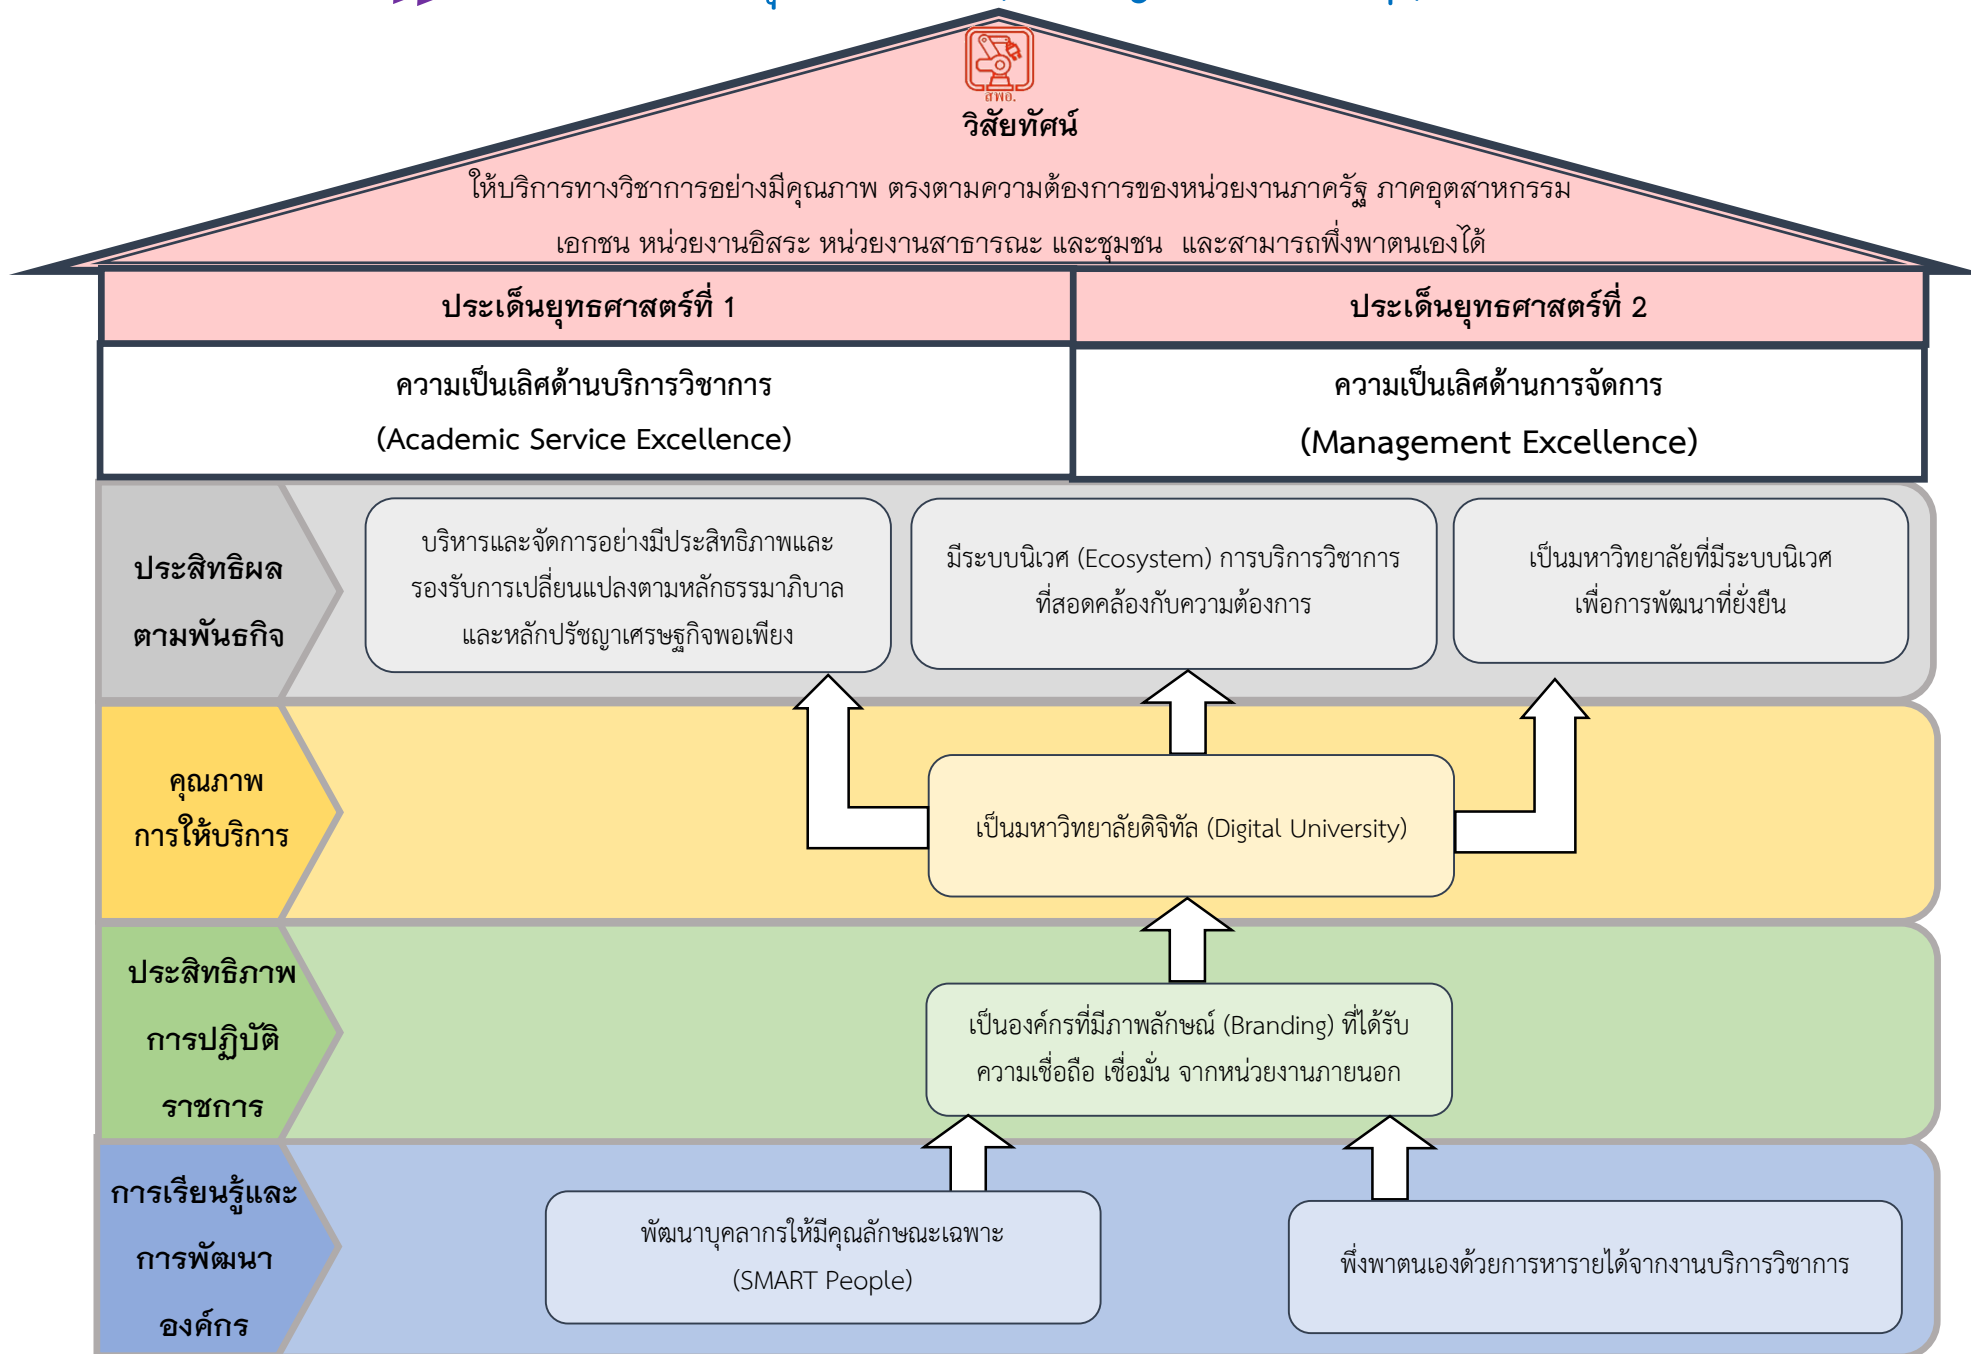 สพอ.
วิสัยทัศน์
ให้บริการทางวิชาการอย่างมีคุณภาพ ตรงตามความต้องการของหน่วยงานภาครัฐ ภาคอุตสาหกรรม
เอกชน หน่วยงานอิสระ หน่วยงานสาธารณะ และชุมชน และสามารถพึ่งพาตนเองได้
ประเด็นยุทธศาสตร์ที่ 1
ประเด็นยุทธศาสตร์ที่ 2
ความเป็นเลิศด้านบริการวิชาการ
(Academic Service Excellence)
ความเป็นเลิศด้านการจัดการ
(Management Excellence)
ประสิทธิผล
ตามพันธกิจ
บริหารและจัดการอย่างมีประสิทธิภาพและ
รองรับการเปลี่ยนแปลงตามหลักธรรมาภิบาล
และหลักปรัชญาเศรษฐกิจพอเพียง
มีระบบนิเวศ (Ecosystem) การบริการวิชาการ
ที่สอดคล้องกับความต้องการ
เป็นมหาวิทยาลัยที่มีระบบนิเวศ
เพื่อการพัฒนาที่ยั่งยืน
คุณภาพ
การให้บริการ
เป็นมหาวิทยาลัยดิจิทัล (Digital University)
ประสิทธิภาพ
การปฏิบัติ
ราชการ
เป็นองค์กรที่มีภาพลักษณ์ (Branding) ที่ได้รับ
ความเชื่อถือ เชื่อมั่น จากหน่วยงานภายนอก
การเรียนรู้และ
การพัฒนา
องค์กร
พัฒนาบุคลากรให้มีคุณลักษณะเฉพาะ
(SMART People)
พึ่งพาตนเองด้วยการหารายได้จากงานบริการวิชาการ